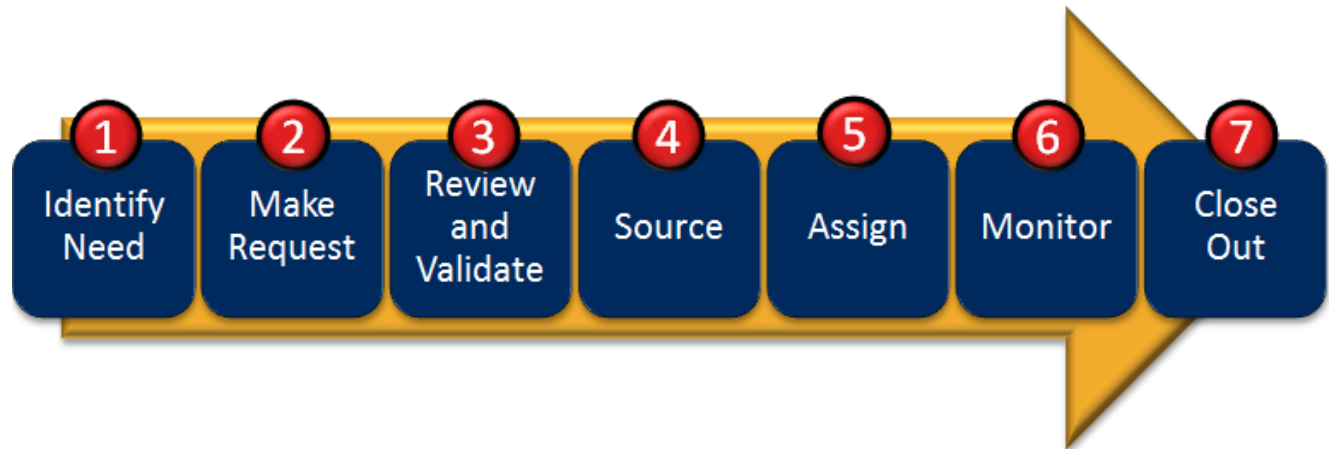 1
Identify
Need
2
Make
Request
3
Review
and
Validate
4
Source
5
Assign
6
Monitor
7
Close
Out